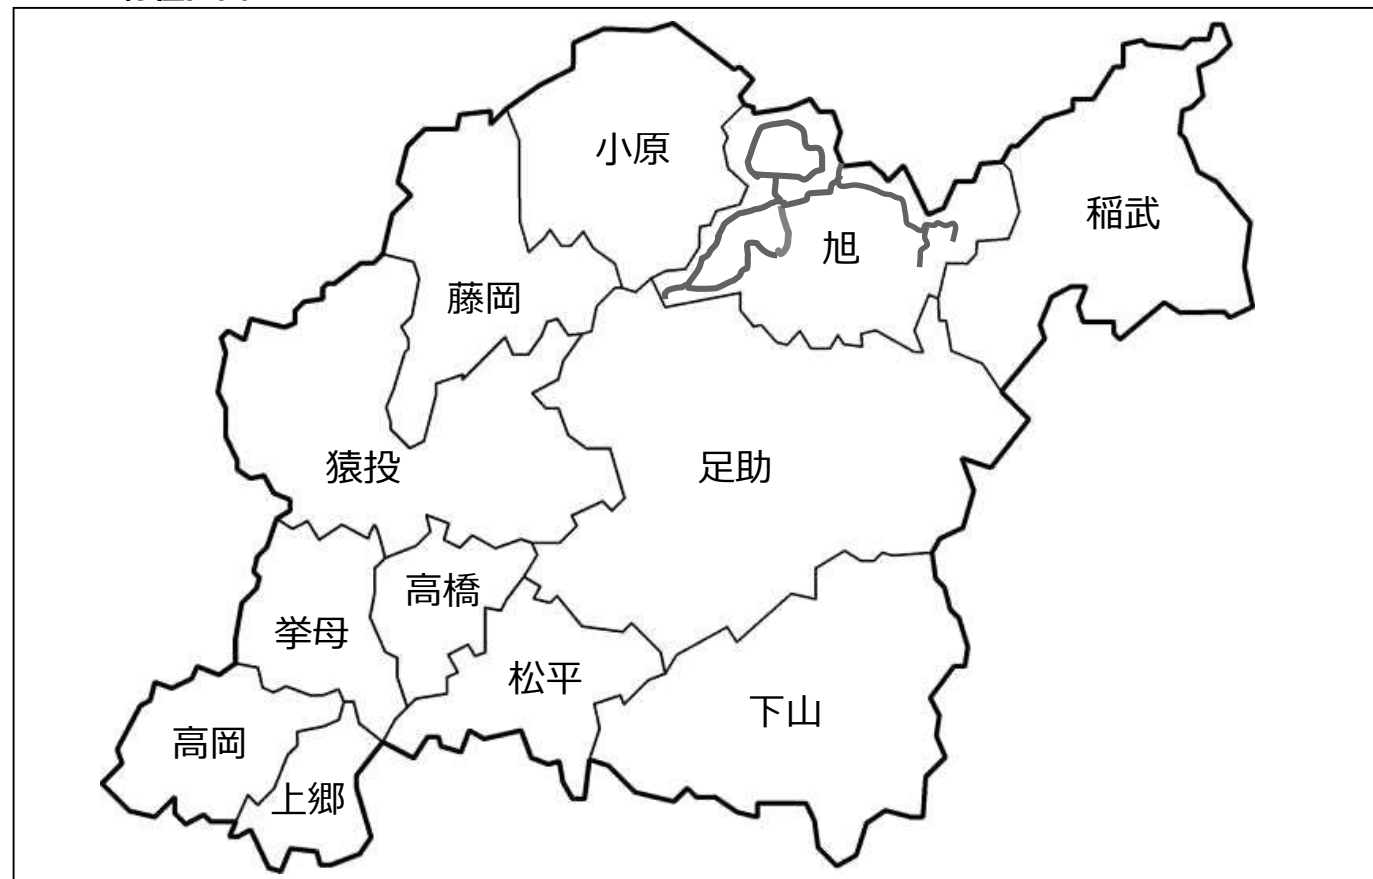 小原
稲武
旭
藤岡
猿投
足助
高橋
挙母
松平
下山
高岡
上郷